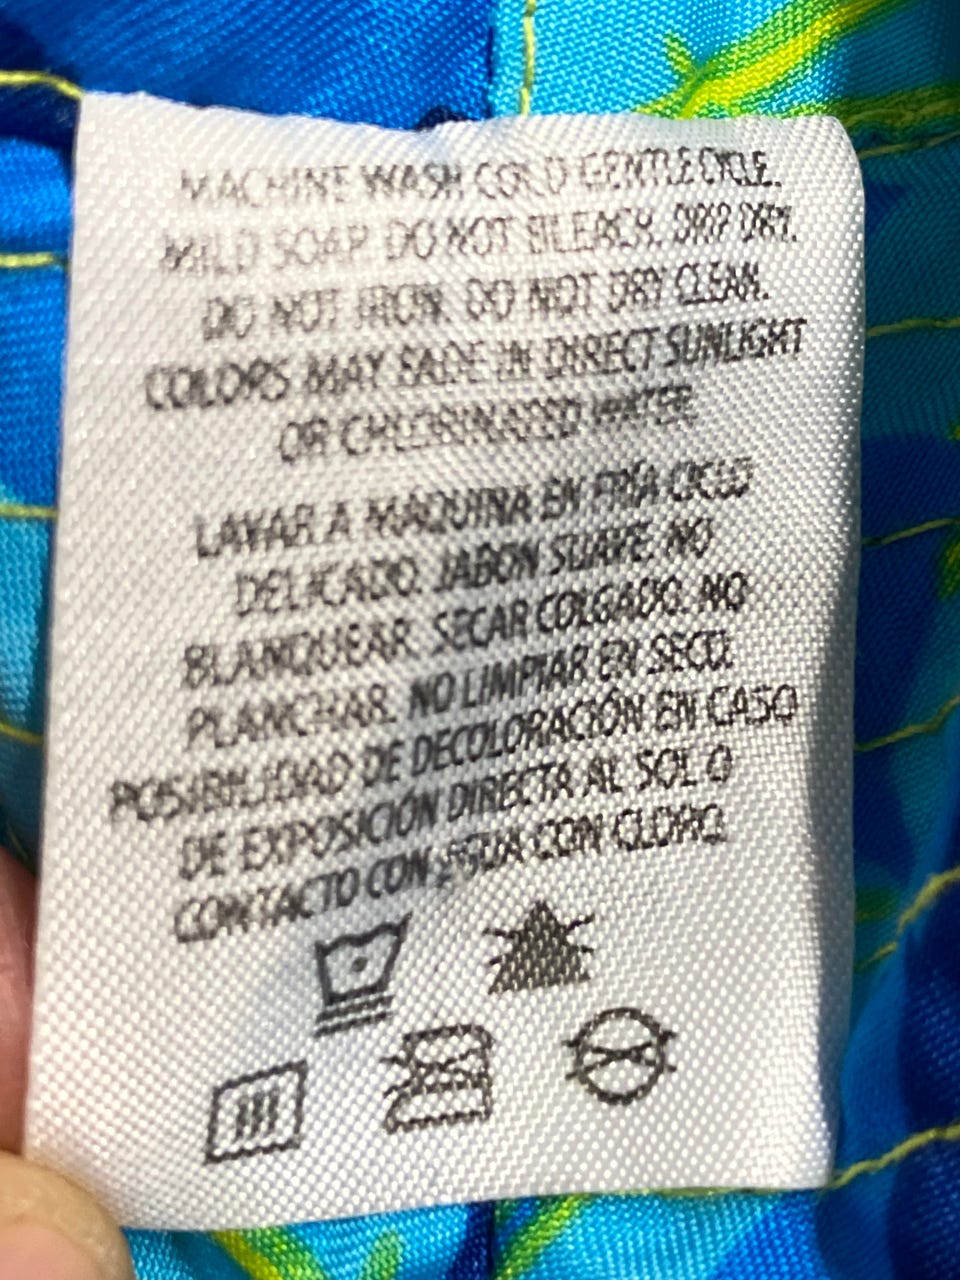 MACHINE WASH COLD GENTLE CYCLE.
MILD SOAP. DO NOT BLEACH. DRIP DRY.
DO NOT IRON. DO NOT DRY CLEAN.
COLORS MAY FADE IN DIRECT SUNLIGHT
OR CHLORINATED WATER.
LAVAR A MÁQUINA EN FRÍA CICLO
DELICADO. JABON SUAVE. NO
BLANQUEAR. SECAR COLGADO. NO
PLANCHAR. NO LIMPIAR EN SECO.
POSIBILIDAD DE DECOLORACIÓN EN CASO
DE EXPOSICIÓN DIRECTA AL SOL O
CONTACTO CON AGUA CON CLORO.